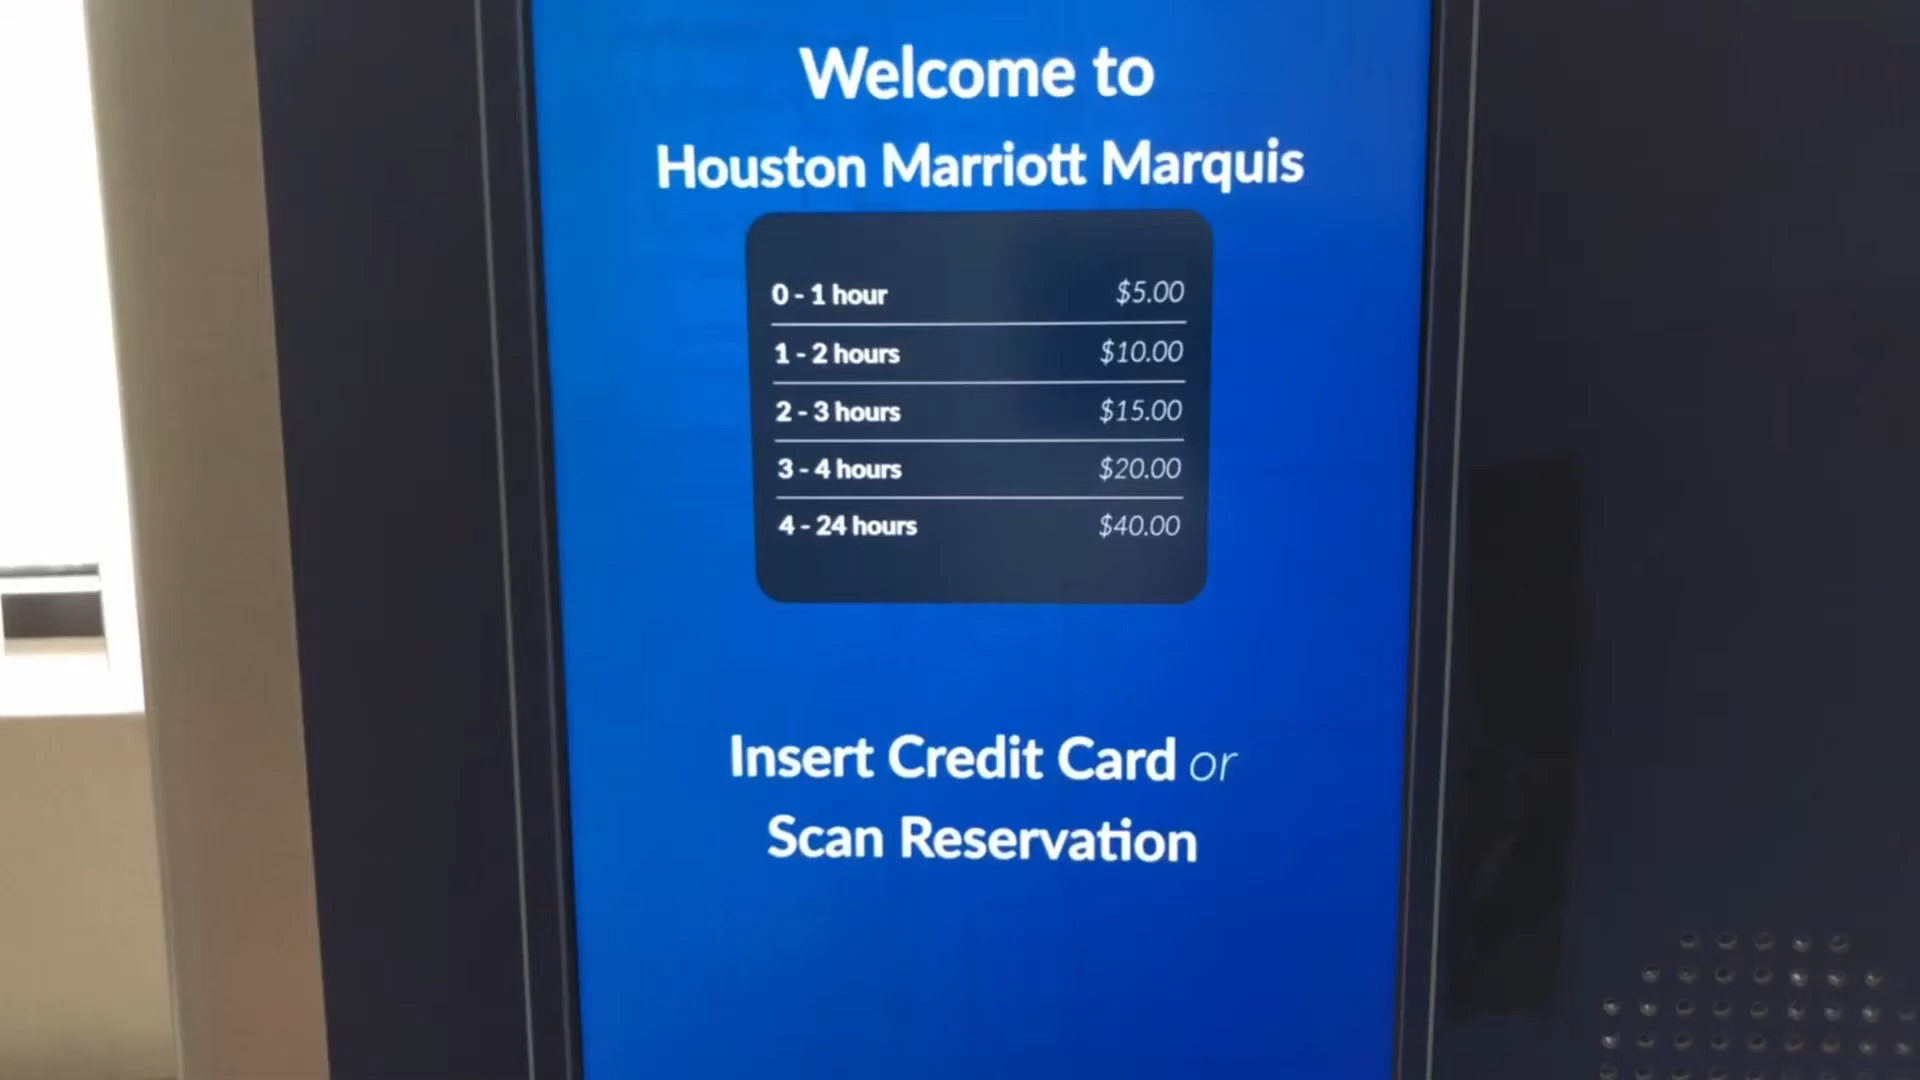 Welcome to
Houston Marriott Marquis
0 - 1 hour $5.00
1 - 2 hours $10.00
2 - 3 hours $15.00
3 - 4 hours $20.00
4 - 24 hours $40.00
Insert Credit Card or
Scan Reservation